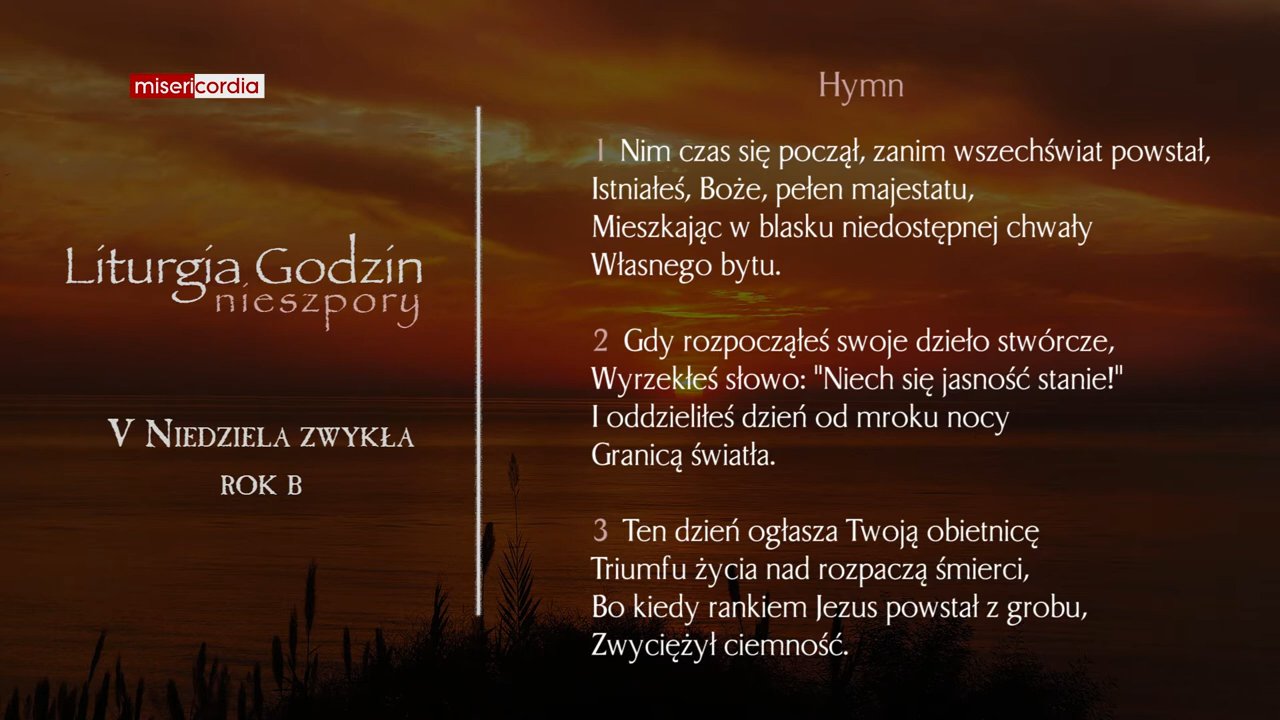 misericordia
Liturgia Godzin
nieszpory
V Niedziela zwykła
rok B
Hymn
1 Nim czas się począł, zanim wszechświat powstał,
Istniałeś, Boże, pełen majestatu,
Mieszkając w blasku niedostępnej chwały
Własnego bytu.
2 Gdy rozpocząłeś swoje dzieło stwórcze,
Wyrzekłeś słowo: "Niech się jasność stanie!"
I oddzieliłeś dzień od mroku nocy
Granicą światła.
3 Ten dzień ogłasza Twoją obietnicę
Triumfu życia nad rozpaczą śmierci,
Bo kiedy rankiem Jezus powstał z grobu,
Zwyciężył ciemność.